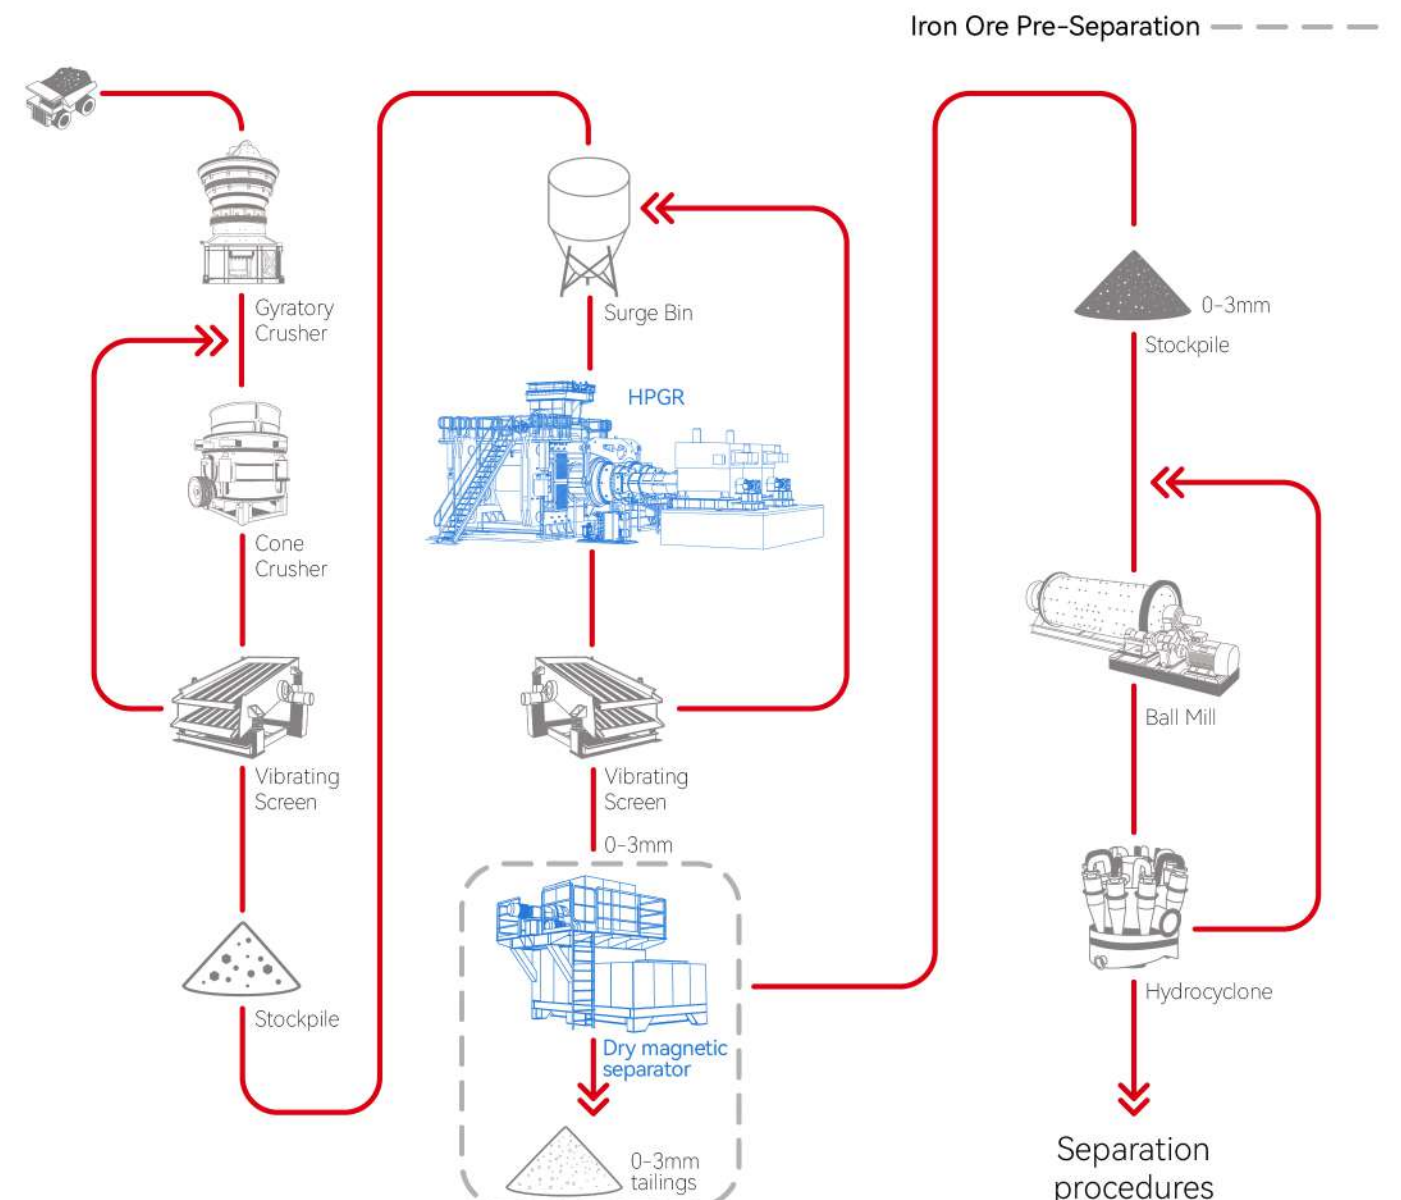 Iron Ore Pre-Separation
Gyratory
Crusher
Cone
Crusher
Vibrating
Screen
Stockpile
Surge Bin
HPGR
Vibrating
Screen
0-3mm
Dry magnetic
separator
0-3mm
tailings
0-3mm
Stockpile
Ball Mill
Hydrocyclone
Separation
procedures